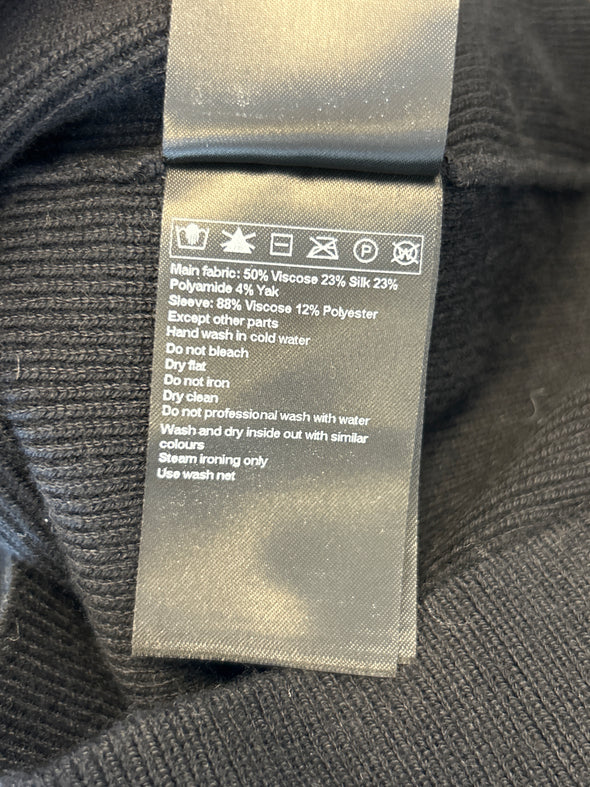 P W
Main fabric: 50% Viscose 23% Silk 23%
Polyamide 4% Yak
Sleeve: 88% Viscose 12% Polyester
Except other parts
Hand wash in cold water
Do not bleach
Dry flat
Do not iron
Dry clean
Do not professional wash with water
Wash and dry inside out with similar
colours
Steam ironing only
Use wash net